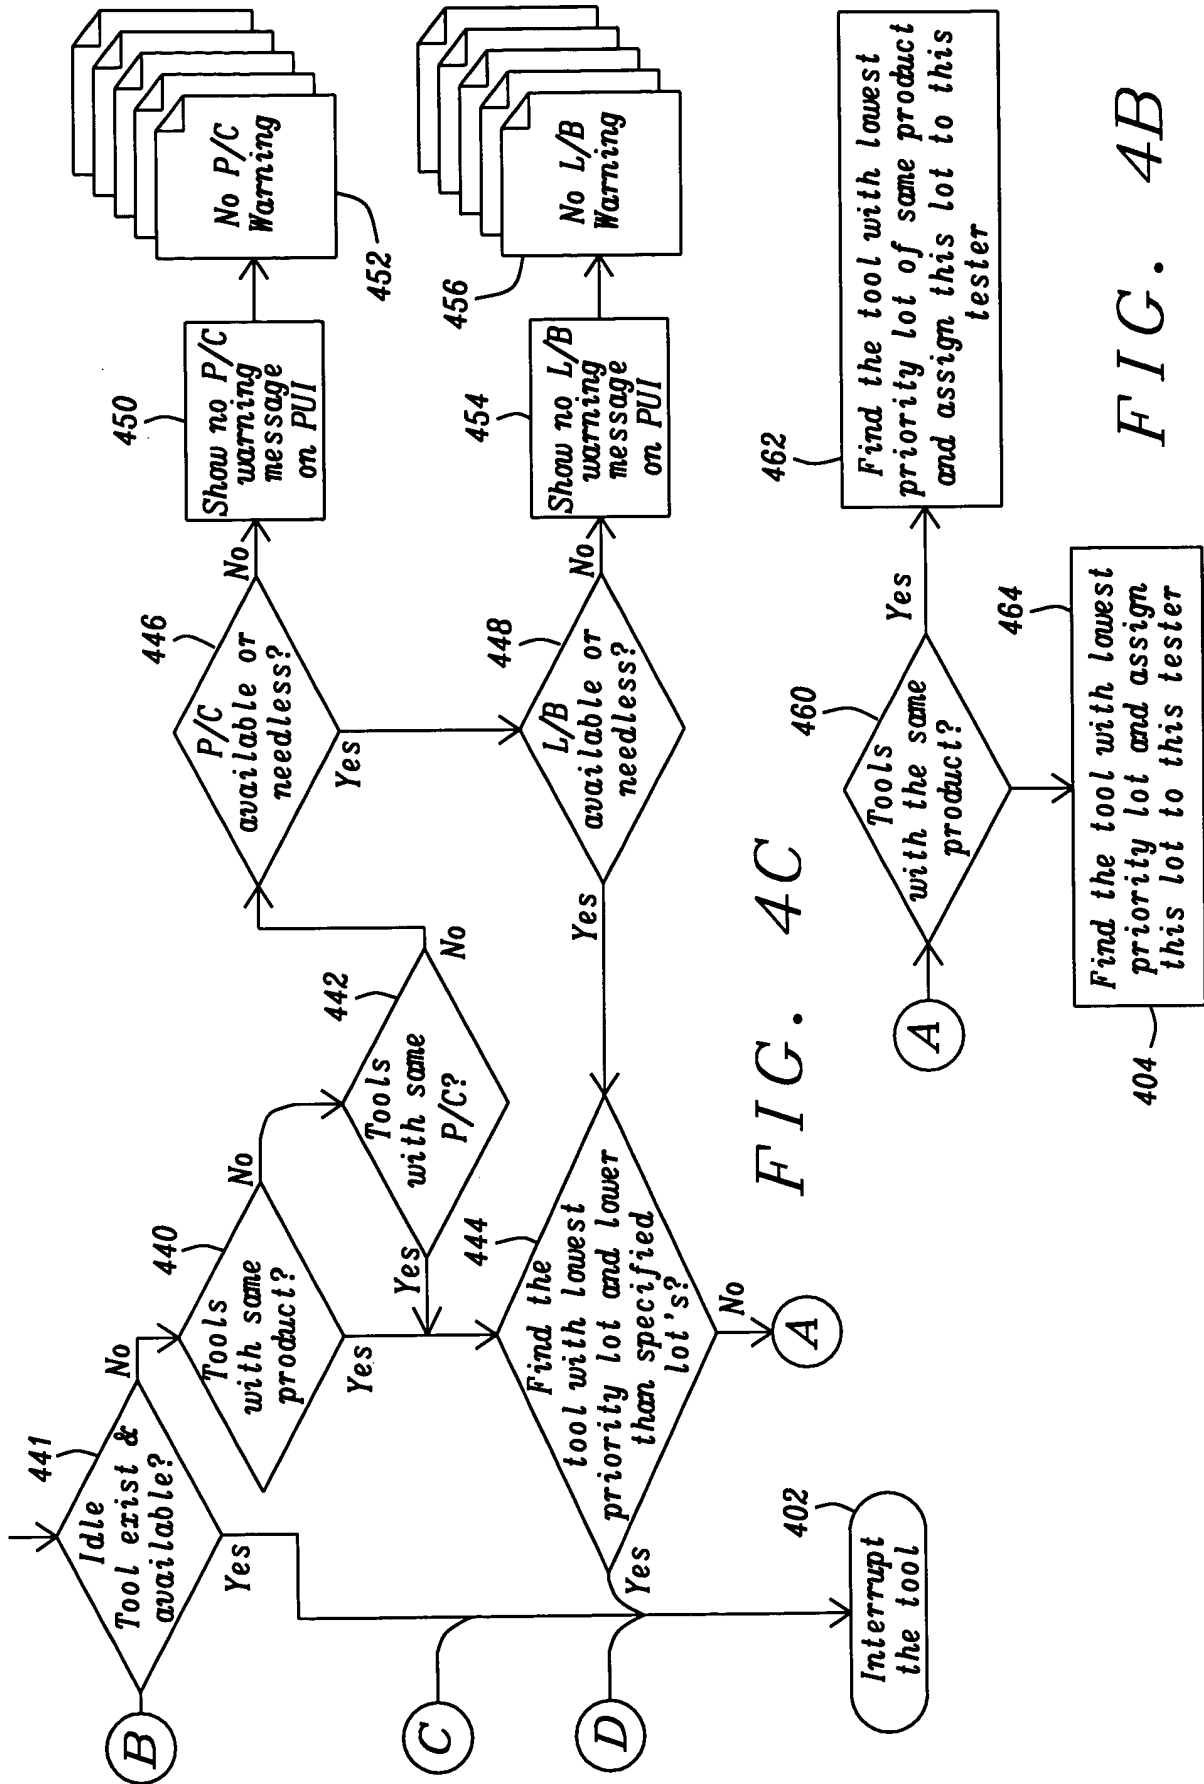 B
441
Idle
Tool exist &
available?
No
Yes
440
Tools
with same
product?
No
Yes
442
Tools
with same
P/C?
No
Yes
446
P/C
available or
needless?
No
Yes
450
Show no P/C
warning
message
on PUI
No P/C
Warning
452
C
444
Find the
tool with lowest
priority lot and lower
than specified
lot's?
Yes
No
448
L/B
available or
needless?
Yes
No
454
Show no L/B
warning
message
on PUI
456
No L/B
Warning
D
402
Interrupt
the tool
A
FIG. 4C
A
460
Tools
with the same
product?
Yes
462
Find the tool with lowest
priority lot of same product
and assign this lot to this
tester
404
464
Find the tool with lowest
priority lot and assign
this lot to this tester
FIG. 4B